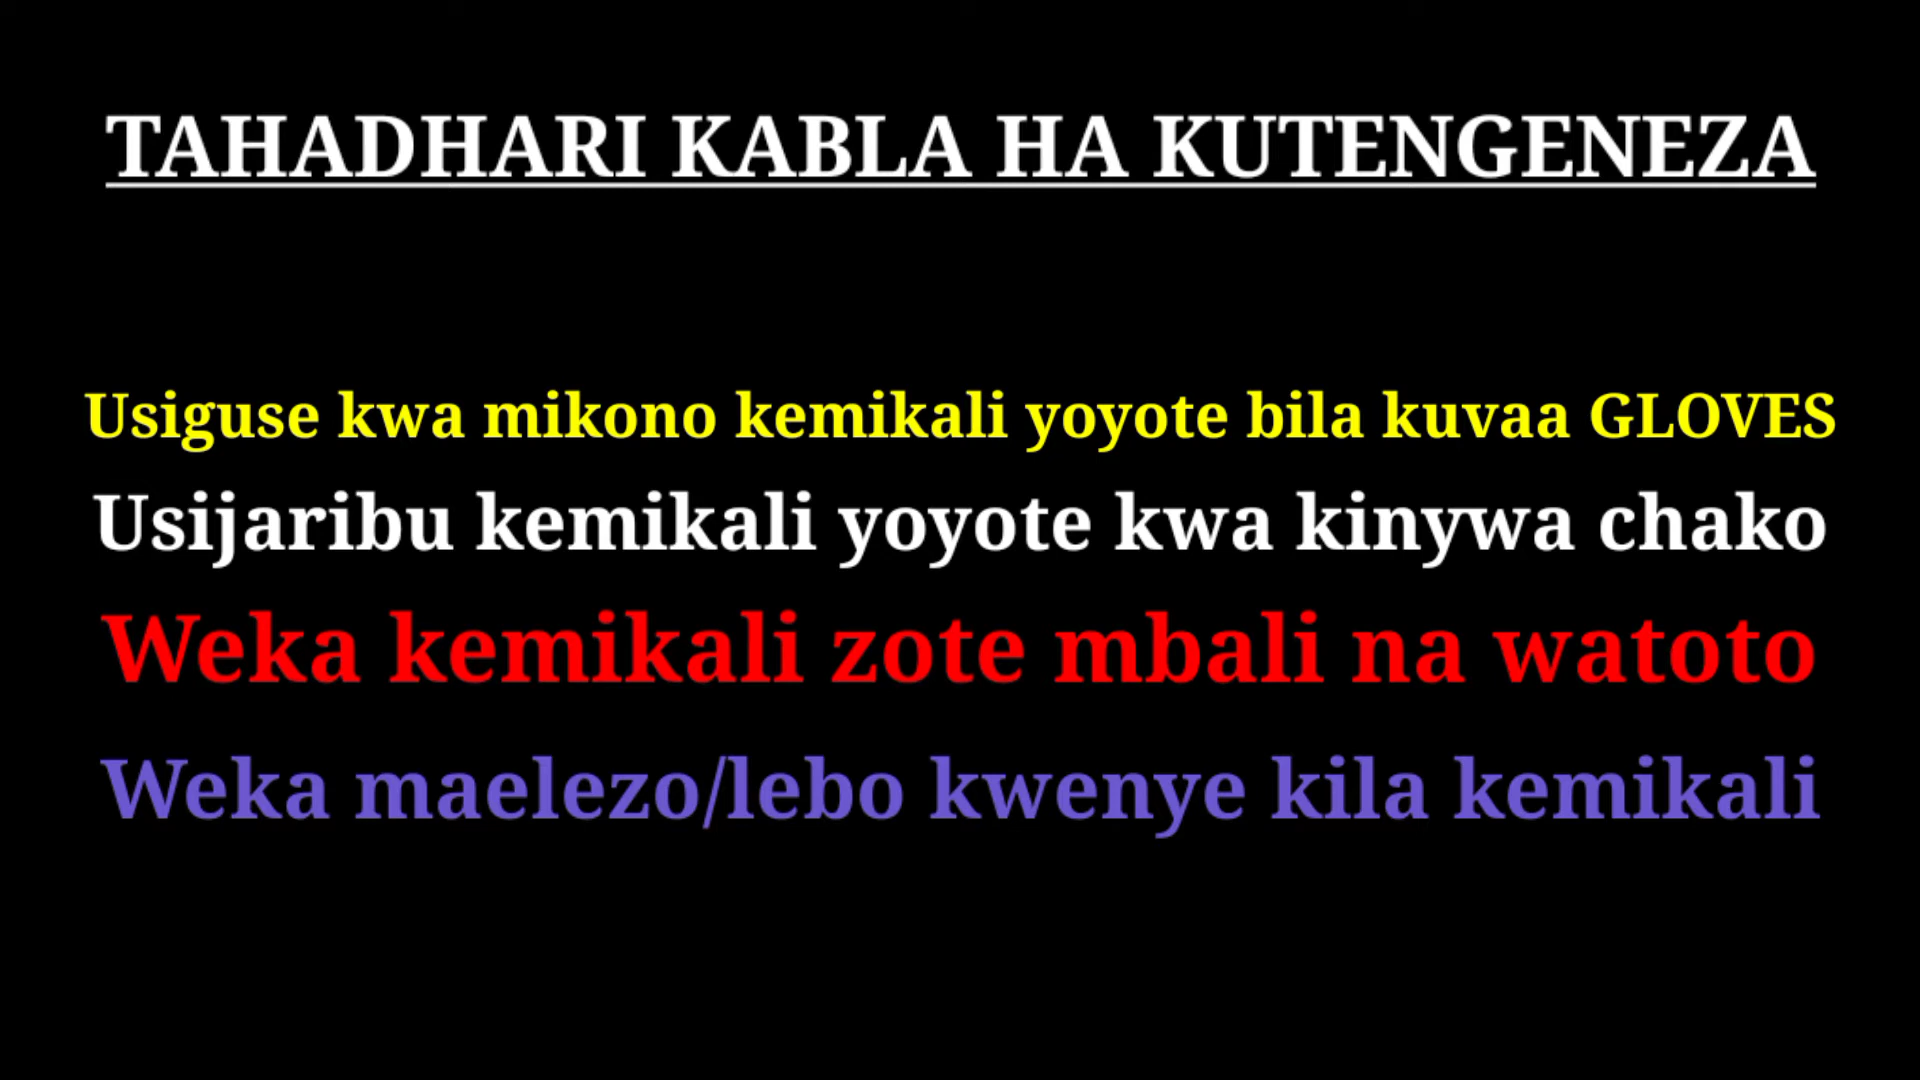 TAHADHARI KABLA HA KUTENGENEZA
Usiguse kwa mikono kemikali yoyote bila kuvaa GLOVES
Usijaribu kemikali yoyote kwa kinywa chako
Weka kemikali zote mbali na watoto
Weka maelezo/lebo kwenye kila kemikali